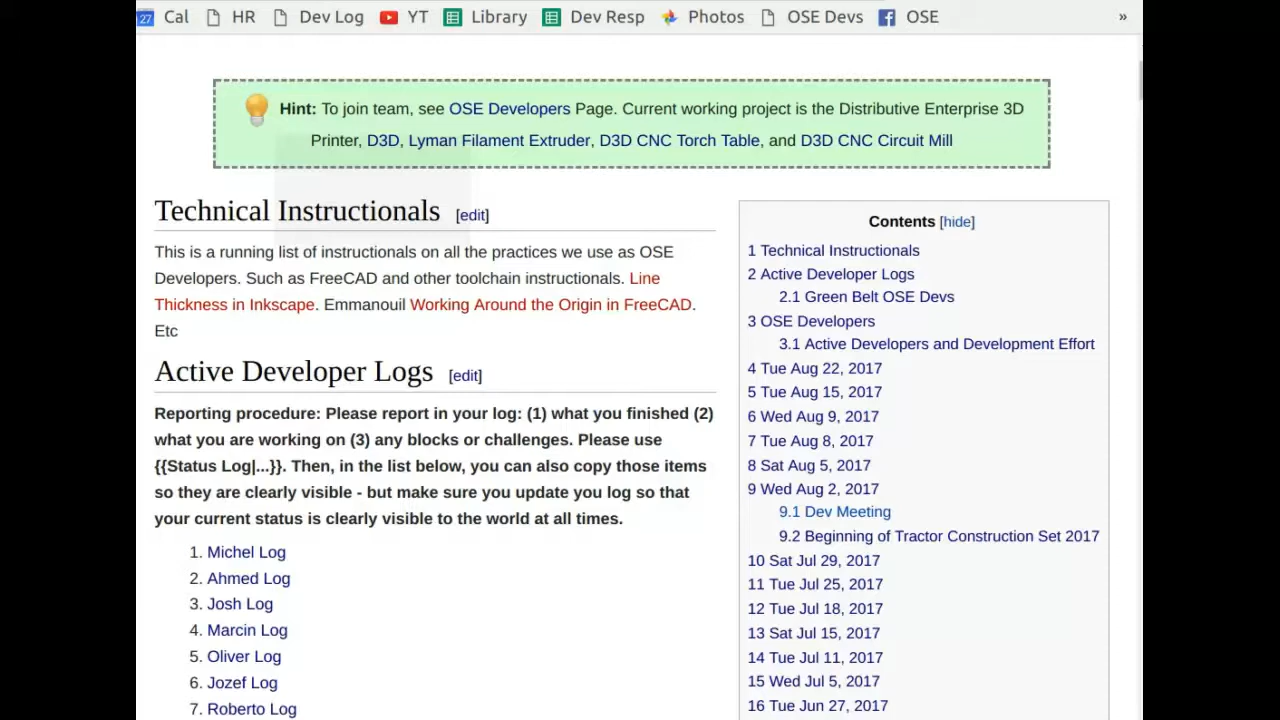 27 Cal HR Dev Log YT Library Dev Resp Photos OSE Devs OSE »
Hint: To join team, see OSE Developers Page. Current working project is the Distributive Enterprise 3D
Printer, D3D, Lyman Filament Extruder, D3D CNC Torch Table, and D3D CNC Circuit Mill
Technical Instructionals [edit]
This is a running list of instructionals on all the practices we use as OSE
Developers. Such as FreeCAD and other toolchain instructionals. Line
Thickness in Inkscape. Emmanouil Working Around the Origin in FreeCAD.
Etc
Active Developer Logs [edit]
Reporting procedure: Please report in your log: (1) what you finished (2)
what you are working on (3) any blocks or challenges. Please use
{{Status Log|...}}. Then, in the list below, you can also copy those items
so they are clearly visible - but make sure you update you log so that
your current status is clearly visible to the world at all times.
1. Michel Log
2. Ahmed Log
3. Josh Log
4. Marcin Log
5. Oliver Log
6. Jozef Log
7. Roberto Log
Contents [hide]
1 Technical Instructionals
2 Active Developer Logs
2.1 Green Belt OSE Devs
3 OSE Developers
3.1 Active Developers and Development Effort
4 Tue Aug 22, 2017
5 Tue Aug 15, 2017
6 Wed Aug 9, 2017
7 Tue Aug 8, 2017
8 Sat Aug 5, 2017
9 Wed Aug 2, 2017
9.1 Dev Meeting
9.2 Beginning of Tractor Construction Set 2017
10 Sat Jul 29, 2017
11 Tue Jul 25, 2017
12 Tue Jul 18, 2017
13 Sat Jul 15, 2017
14 Tue Jul 11, 2017
15 Wed Jul 5, 2017
16 Tue Jun 27, 2017